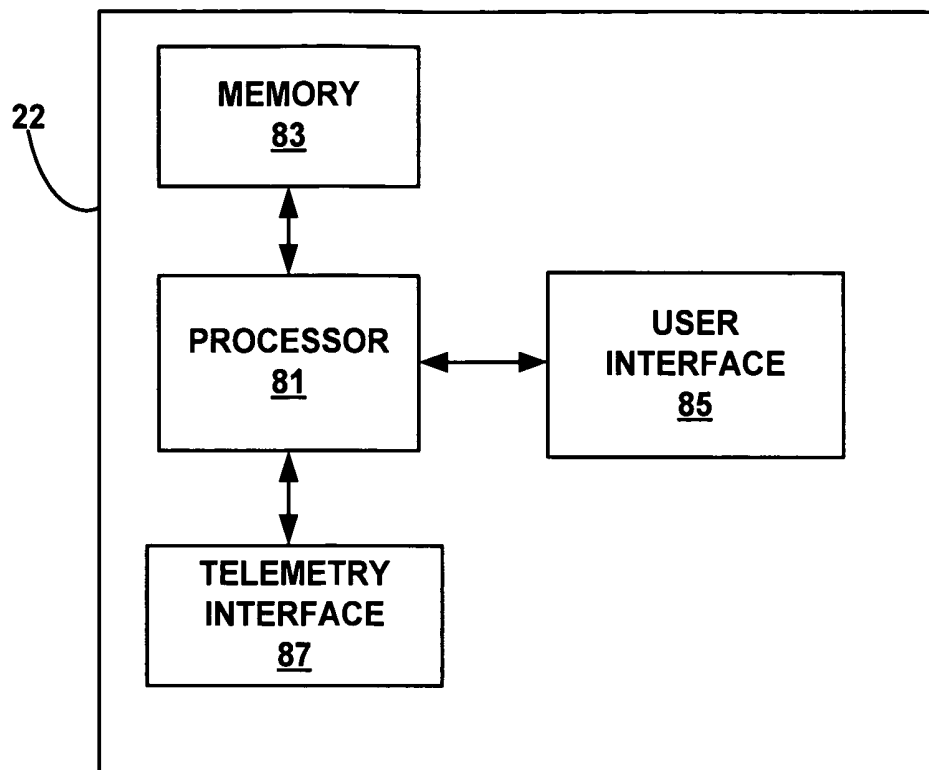 MEMORY
83
22
PROCESSOR
81
USER
INTERFACE
85
TELEMETRY
INTERFACE
87